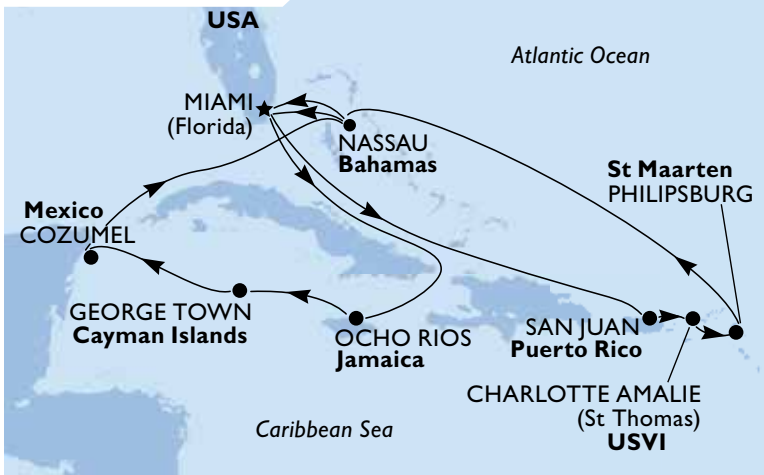 USA
Atlantic Ocean
MIAMI
(Florida)
NASSAU
Bahamas
St Maarten
PHILIPSBURG
Mexico
COZUMEL
GEORGE TOWN
Cayman Islands
OCHO RIOS
Jamaica
SAN JUAN
Puerto Rico
CHARLOTTE AMALIE
(St Thomas)
USVI
Caribbean Sea